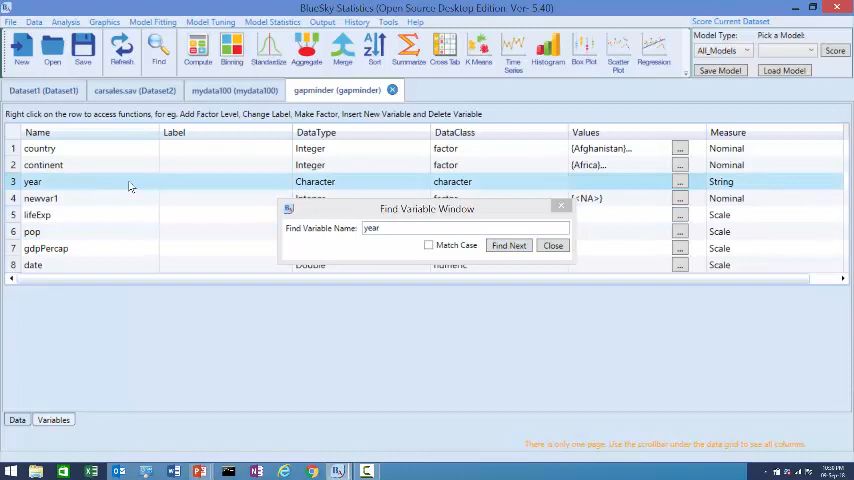 BlueSky Statistics (Open Source Desktop Edition. Ver- 5.40)
File Data Analysis Graphics Model Fitting Model Tuning Model Statistics Output History Tools Help
Score Current Dataset
Model Type: Pick a Model:
All_Models Score
Save Model Load Model
New Open Save Refresh Find Compute Binning Standardize Aggregate Merge Sort Summarize Cross Tab K Means Time Series Histogram Box Plot Scatter Plot Regression
Dataset1 (Dataset1) carsales.sav (Dataset2) mydata100 (mydata100) gapminder (gapminder)
Right click on the row to access functions, for eg. Add Factor Level, Change Label, Make Factor, Insert New Variable and Delete Variable
Name Label DataType DataClass Values Measure
1 country Integer factor {Afghanistan}... ... Nominal
2 continent Integer factor {Africa}... ... Nominal
3 year Character character ... String
4 newvar1 {<NA>} ... Nominal
5 lifeExp ... Scale
6 pop ... Scale
7 gdpPercap ... Scale
8 date Double numeric ... Scale
Find Variable Window
Find Variable Name: year
Match Case Find Next Close
Data Variables
There is only one page. Use the scrollbar under the data grid to see all columns.
10:50 PM
09-Sep-18